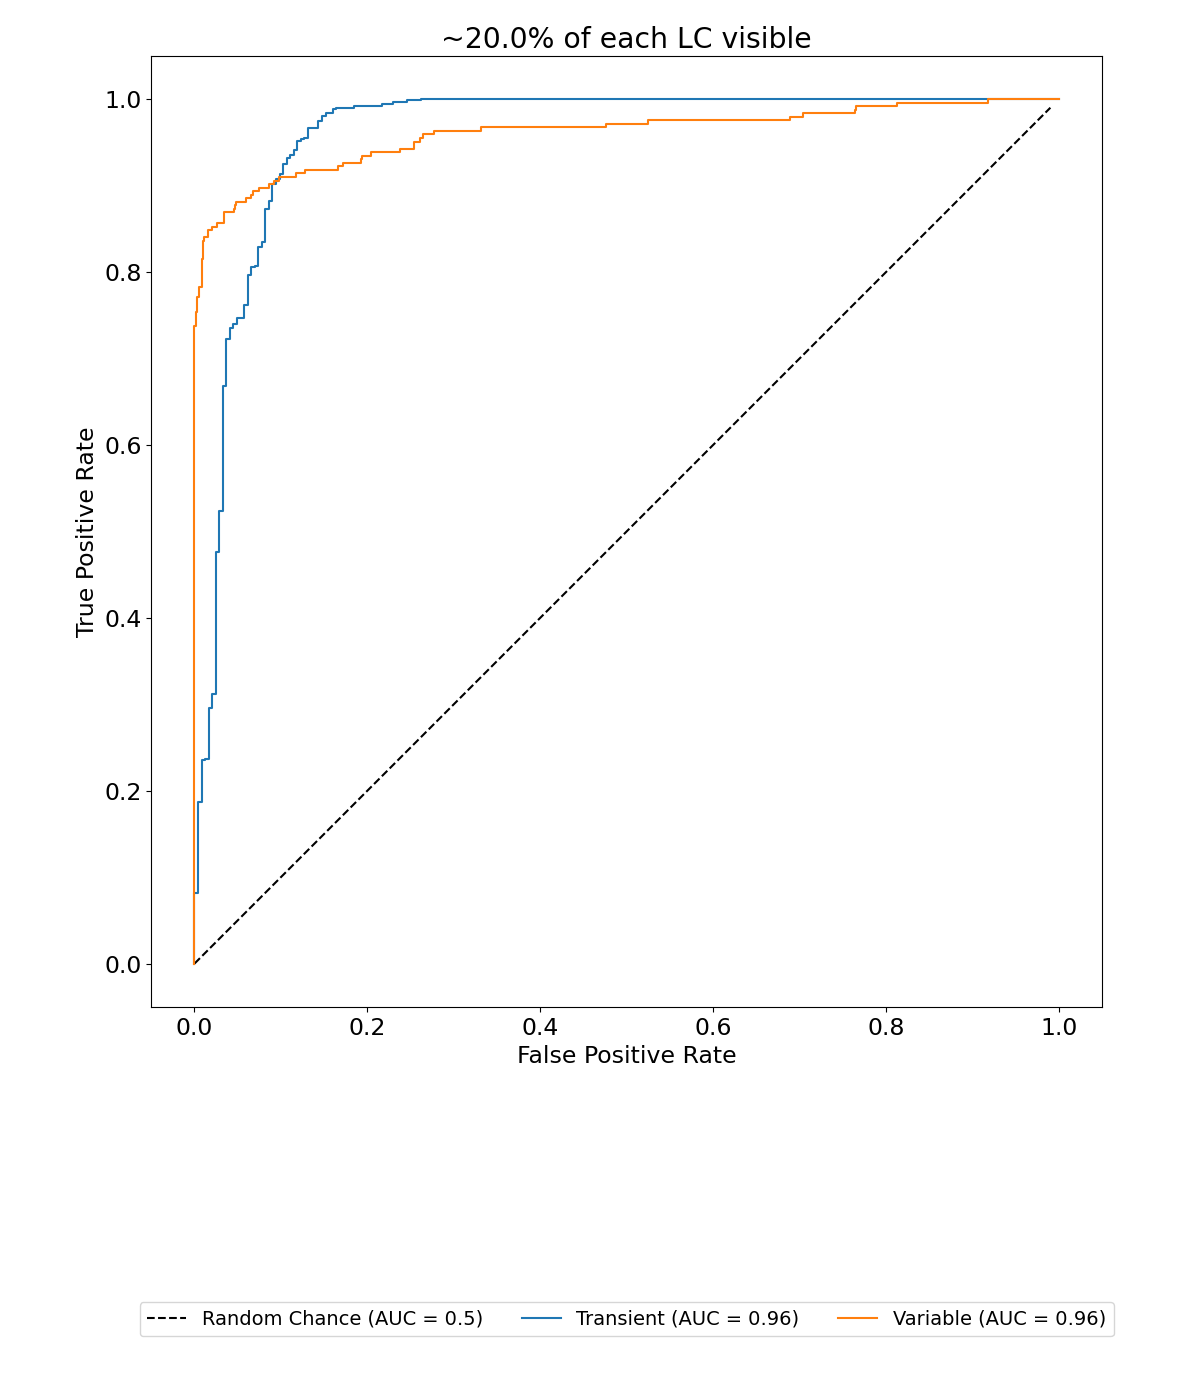 ~20.0% of each LC visible
1.0
0.8
0.6
0.4
0.2
0.0
True Positive Rate
0.0 0.2 0.4 0.6 0.8 1.0
False Positive Rate
Random Chance (AUC = 0.5) Transient (AUC = 0.96) Variable (AUC = 0.96)